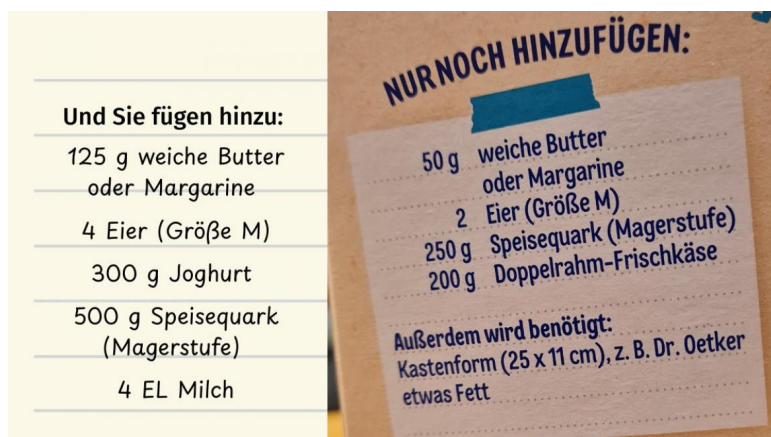 Und Sie fügen hinzu:
125 g weiche Butter
oder Margarine
4 Eier (Größe M)
300 g Joghurt
500 g Speisequark
(Magerstufe)
4 EL Milch
NUR NOCH HINZUFÜGEN:
50 g weiche Butter
oder Margarine
2 Eier (Größe M)
250 g Speisequark (Magerstufe)
200 g Doppelrahm-Frischkäse
Außerdem wird benötigt:
Kastenform (25 x 11 cm), z. B. Dr. Oetker
etwas Fett